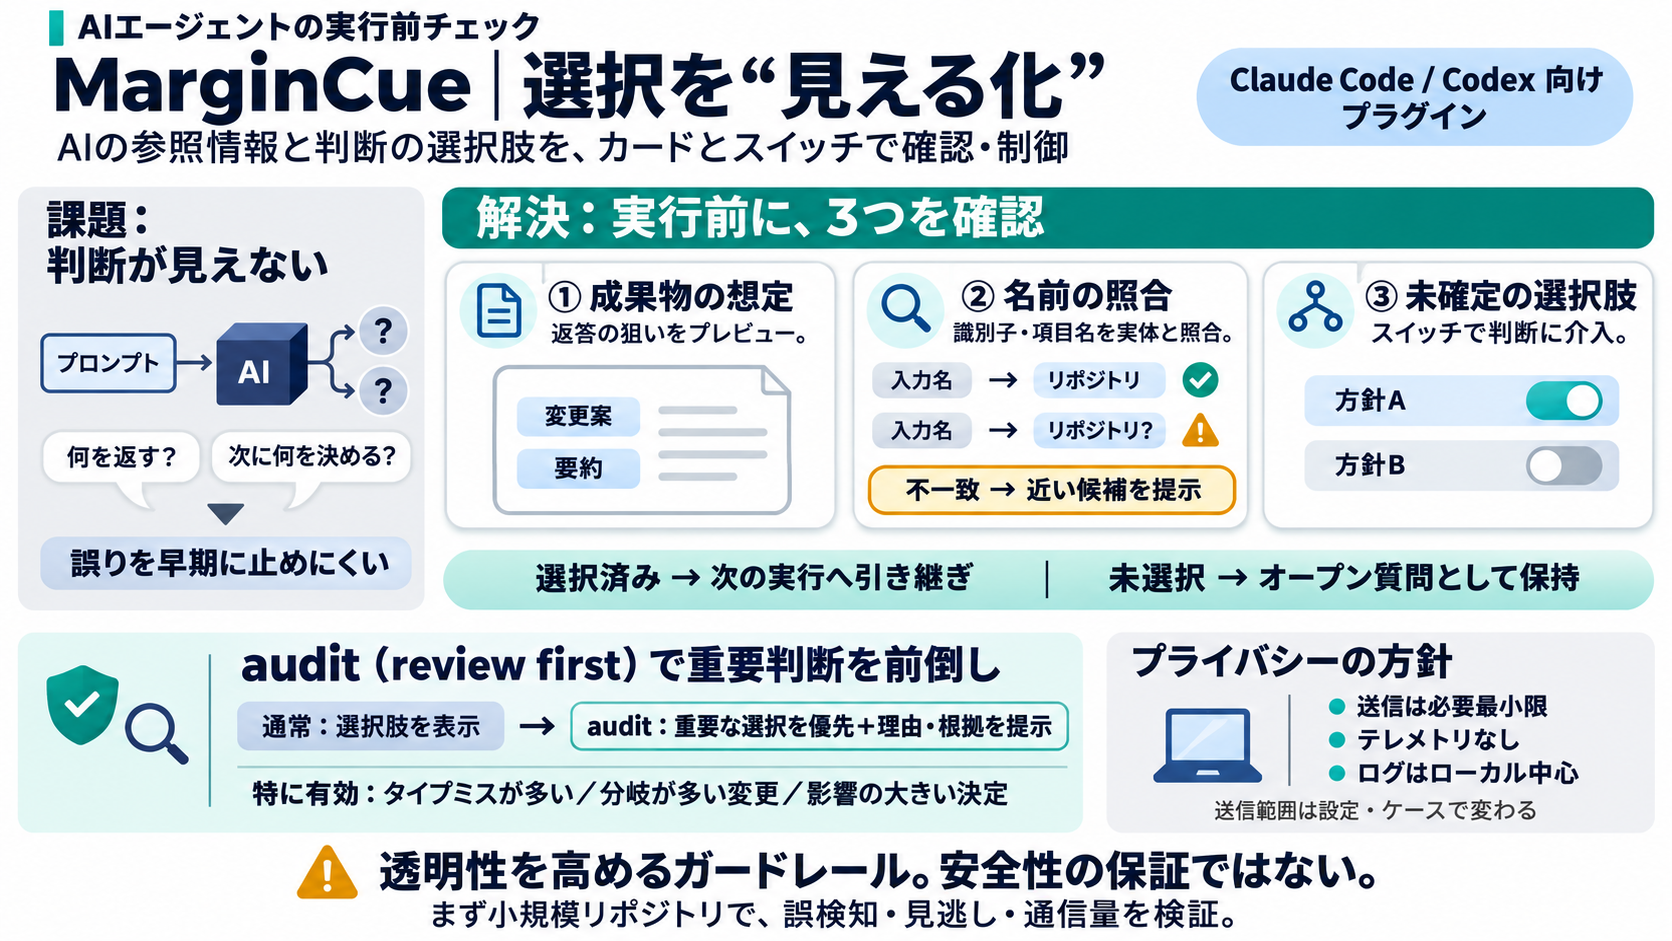 AIエージェントの実行前チェック
MarginCue｜選択を“見える化”
AIの参照情報と判断の選択肢を、カードとスイッチで確認・制御
Claude Code / Codex 向け
プラグイン
課題：
判断が見えない
プロンプト
AI
?
?
何を返す？
次に何を決める？
誤りを早期に止めにくい
解決：実行前に、3つを確認
① 成果物の想定
返答の狙いをプレビュー。
変更案
要約
② 名前の照合
識別子・項目名を実体と照合。
入力名 → リポジトリ
入力名 → リポジトリ?
不一致 → 近い候補を提示
③ 未確定の選択肢
スイッチで判断に介入。
方針A
方針B
選択済み → 次の実行へ引き継ぎ | 未選択 → オープン質問として保持
audit（review first）で重要判断を前倒し
通常：選択肢を表示 → audit：重要な選択を優先＋理由・根拠を提示
特に有効：タイプミスが多い／分岐が多い変更／影響の大きい決定
プライバシーの方針
送信は必要最小限
テレメトリなし
ログはローカル中心
送信範囲は設定・ケースで変わる
透明性を高めるガードレール。安全性の保証ではない。
まず小規模リポジトリで、誤検知・見逃し・通信量を検証。